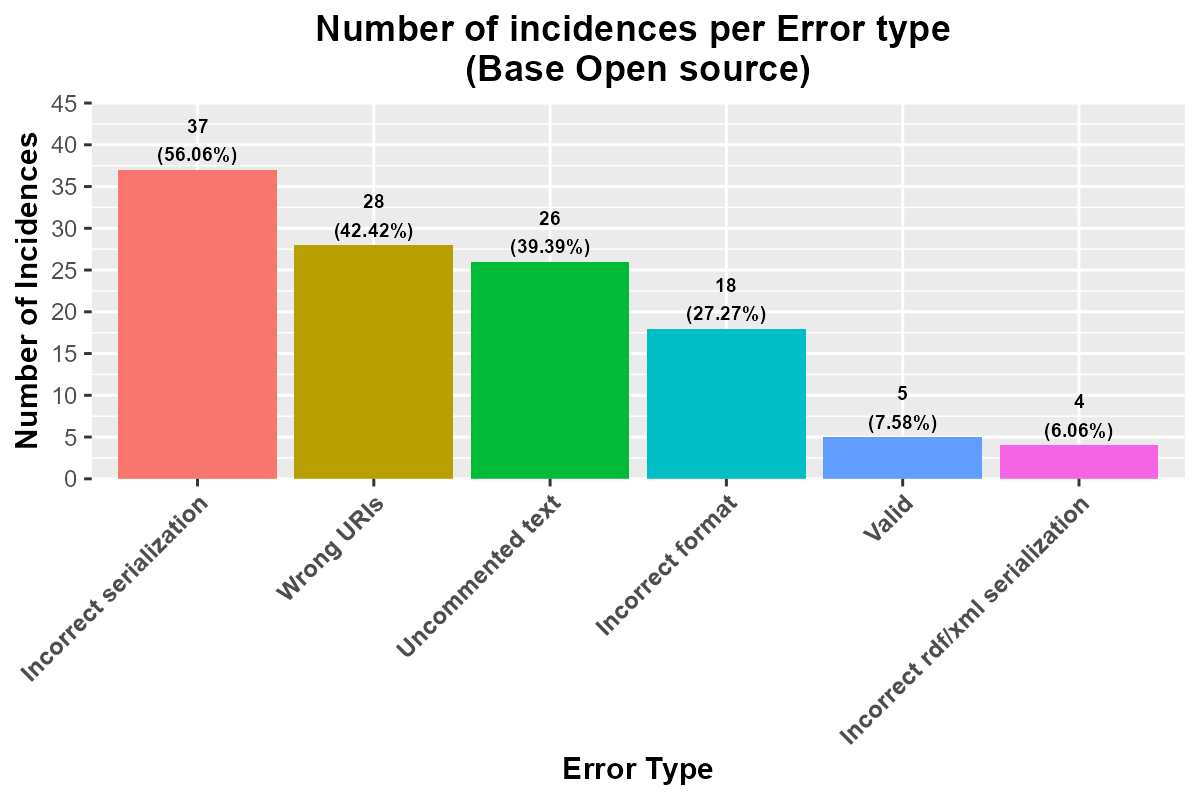 Number of incidences per Error type
(Base Open source)
Number of Incidences
45
40
35
30
25
20
15
10
5
0
37
(56.06%)
28
(42.42%)
26
(39.39%)
18
(27.27%)
5
(7.58%)
4
(6.06%)
Incorrect serialization
Wrong URIs
Uncommented text
Incorrect format
Valid
Incorrect rdf/xml serialization
Error Type